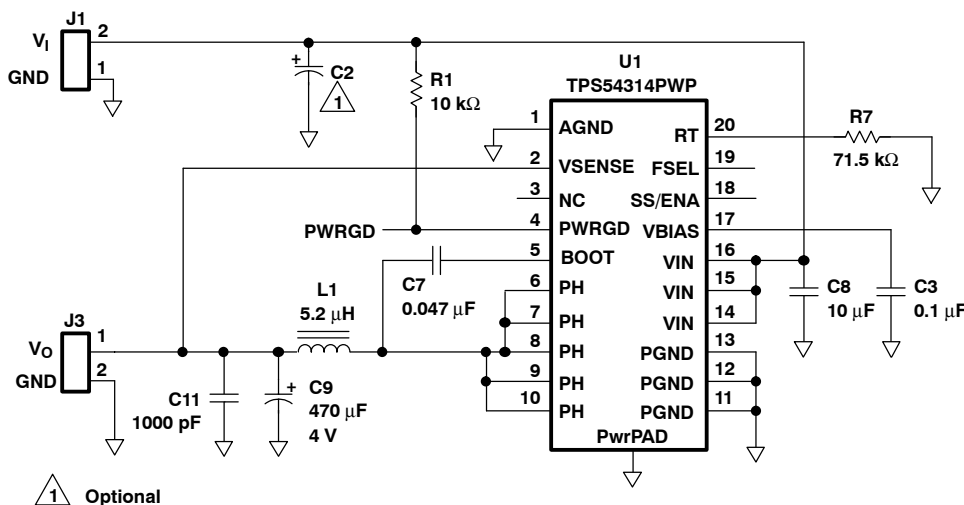 J1
V_I 2
GND 1
+ C2
1
R1
10 kΩ
U1
TPS54314PWP
1 AGND
2 VSENSE
3 NC
4 PWRGD
5 BOOT
6 PH
7 PH
8 PH
9 PH
10 PH
RT 20
FSEL 19
SS/ENA 18
VBIAS 17
VIN 16
VIN 15
VIN 14
PGND 13
PGND 12
PGND 11
PwrPAD
R7
71.5 kΩ
PWRGD
C7
0.047 μF
L1
5.2 μH
C8
10 μF
C3
0.1 μF
J3
V_O 1
GND 2
C11
1000 pF
+ C9
470 μF
4 V
1 Optional